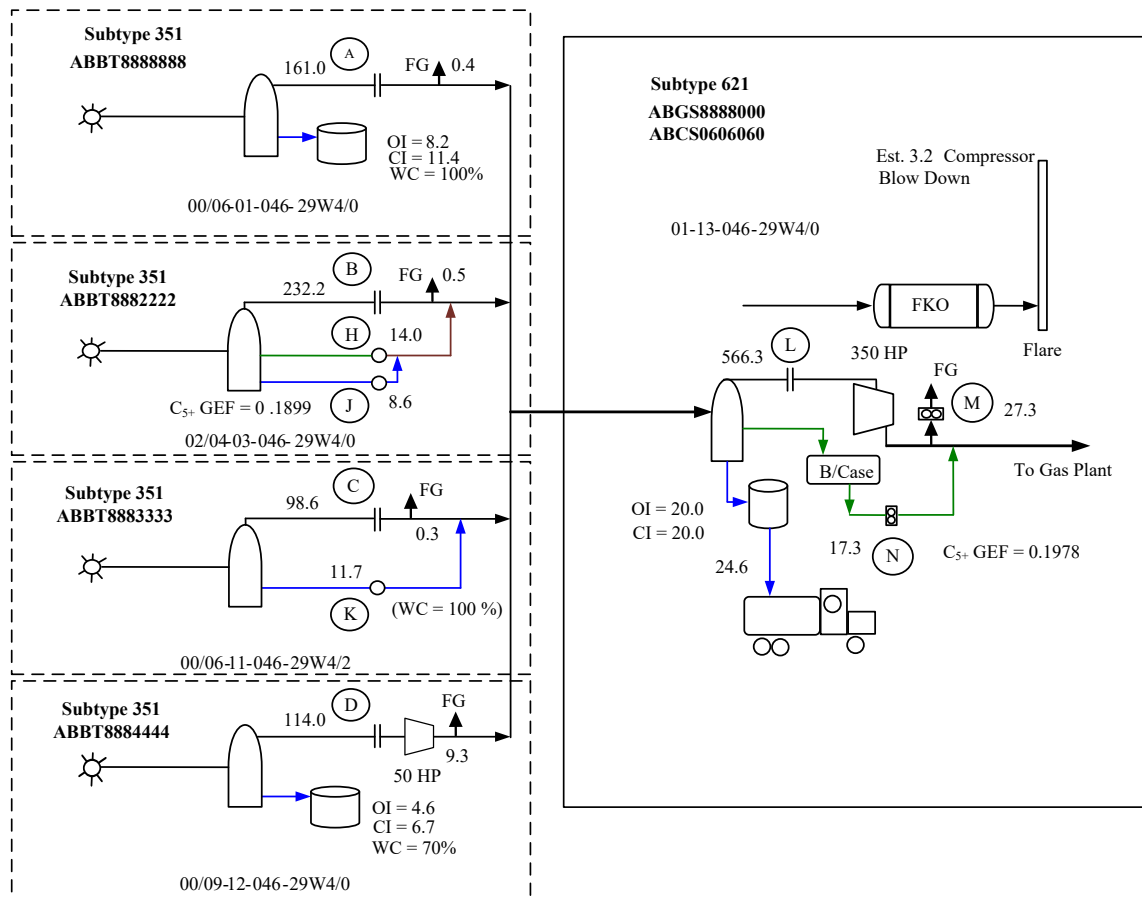 Subtype 351
ABBT8888888
A
161.0
FG
0.4
OI = 8.2
CI = 11.4
WC = 100%
00/06-01-046- 29W4/0
Subtype 351
ABBT8882222
B
232.2
FG
0.5
H
14.0
J
8.6
C5+ GEF = 0 .1899
02/04-03-046- 29W4/0
Subtype 351
ABBT8883333
C
98.6
FG
0.3
11.7
K
(WC = 100 %)
00/06-11-046-29W4/2
Subtype 351
ABBT8884444
D
114.0
FG
9.3
50 HP
OI = 4.6
CI = 6.7
WC = 70%
00/09-12-046-29W4/0
Subtype 621
ABGS8888000
ABCS0606060
Est. 3.2 Compressor
Blow Down
01-13-046-29W4/0
FKO
Flare
L
566.3
350 HP
FG
M
27.3
To Gas Plant
B/Case
OI = 20.0
CI = 20.0
17.3
N
C5+ GEF = 0.1978
24.6